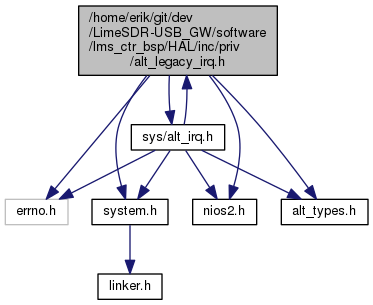 /home/erik/git/dev
/LimeSDR-USB_GW/software
/lms_ctr_bsp/HAL/inc/priv
/alt_legacy_irq.h
sys/alt_irq.h
errno.h
system.h
nios2.h
alt_types.h
linker.h